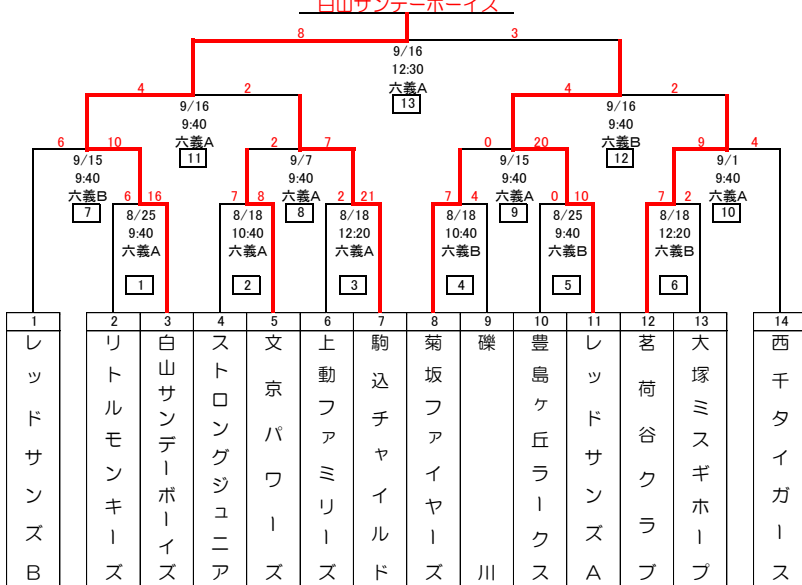 白山サンデーボーイズ
8
3
9/16
12:30
六義A
13
4
2
4
2
9/16
9:40
六義A
11
9/16
9:40
六義B
12
6
10
2
7
0
20
9
4
9/15
9:40
六義B
7
9/7
9:40
六義A
8
9/15
9:40
六義A
9
9/1
9:40
六義A
10
6
16
7
8
2
21
7
4
0
10
7
2
8/25
9:40
六義A
1
8/18
10:40
六義A
2
8/18
12:20
六義A
3
8/18
10:40
六義B
4
8/25
9:40
六義B
5
8/18
12:20
六義B
6
1
レッドサンズB
2
リトルモンキーズ
3
白山サンデーボーイズ
4
ストロングジュニア
5
文京パワーズ
6
上動ファミリーズ
7
駒込チャイルド
8
菊坂ファイヤーズ
9
礫川
10
豊島ヶ丘ラークス
11
レッドサンズA
12
茗荷谷クラブ
13
大塚ミスギホープ
14
西千タイガース